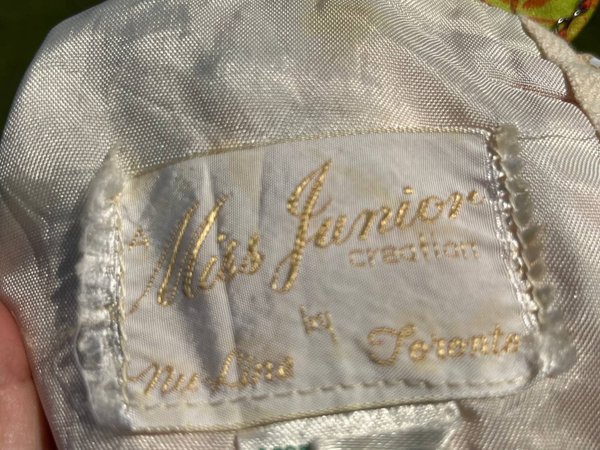 A Miss Junior
creation
by
Nu-Line Toronto